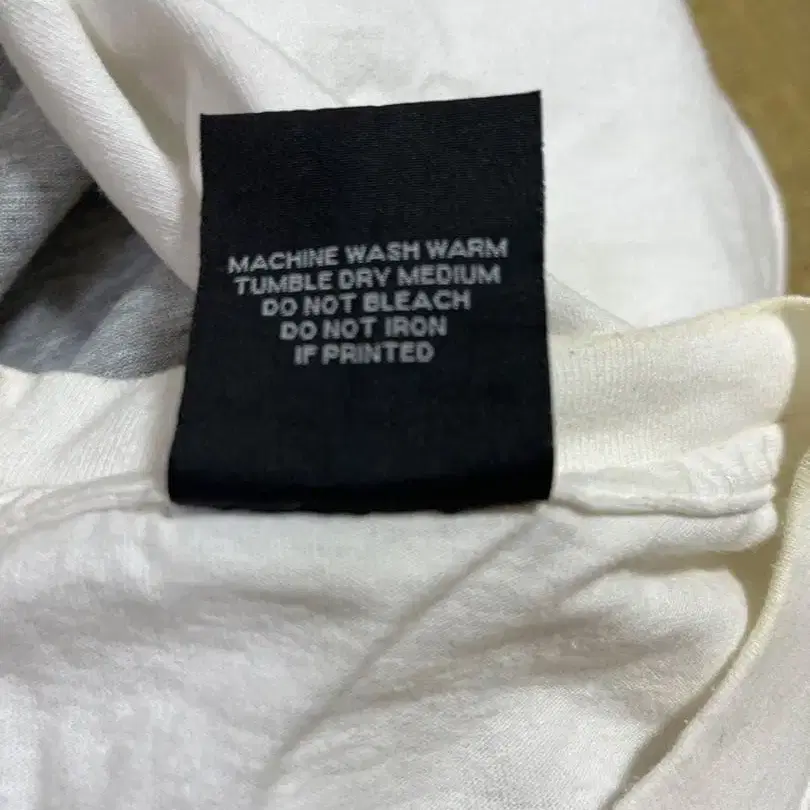 MACHINE WASH WARM
TUMBLE DRY MEDIUM
DO NOT BLEACH
DO NOT IRON
IF PRINTED